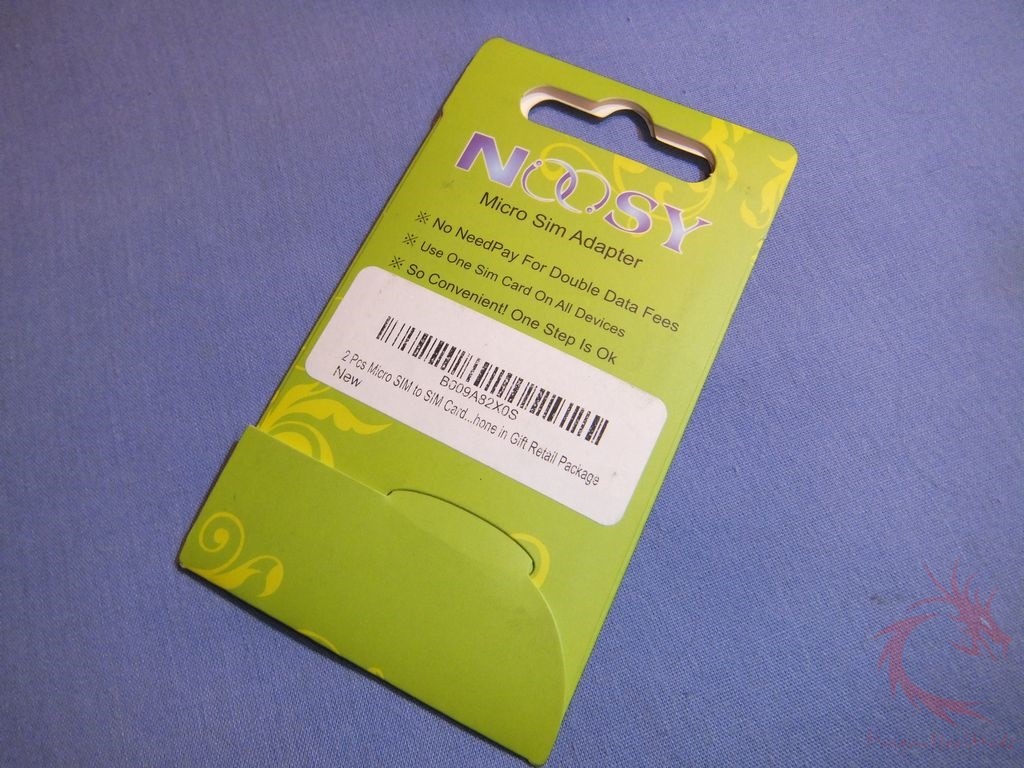 NOOSY
Micro Sim Adapter
※ No NeedPay For Double Data Fees
※ Use One Sim Card On All Devices
※ So Convenient! One Step Is Ok
B009A82X0S
2 Pcs Micro SIM to SIM Card...hone in Gift Retail Package
New